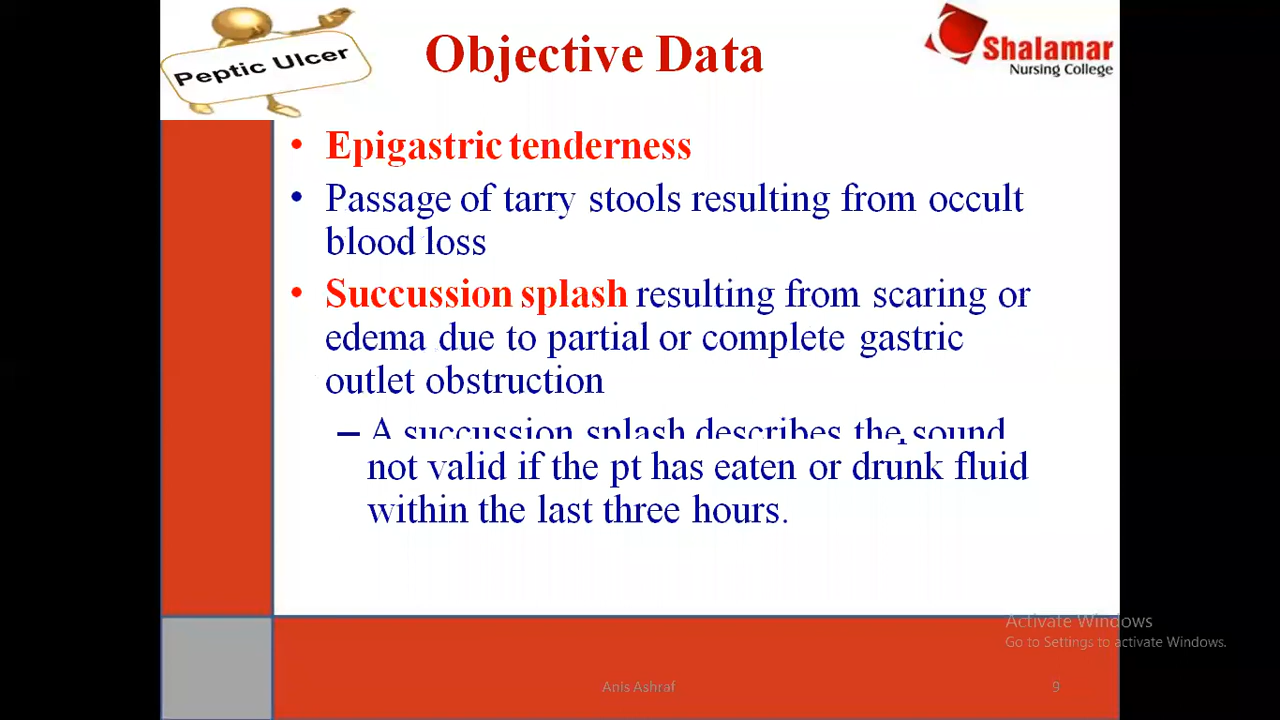 Peptic Ulcer
Objective Data
Shalamar
Nursing College
• Epigastric tenderness
• Passage of tarry stools resulting from occult
blood loss
• Succussion splash resulting from scaring or
edema due to partial or complete gastric
outlet obstruction
– A succussion splash describes the sound
not valid if the pt has eaten or drunk fluid
within the last three hours.
Activate Windows
Go to Settings to activate Windows.
Anis Ashraf
9